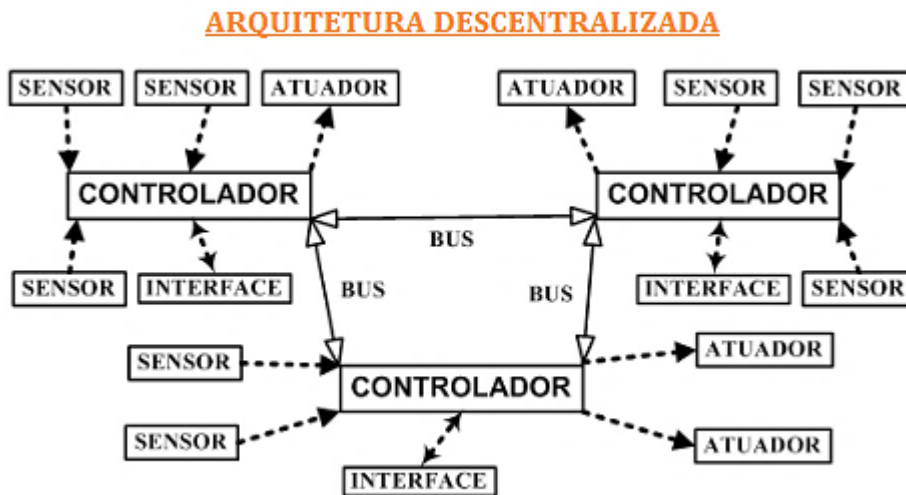 ARQUITETURA DESCENTRALIZADA
SENSOR
SENSOR
ATUADOR
ATUADOR
SENSOR
SENSOR
CONTROLADOR
CONTROLADOR
BUS
SENSOR
INTERFACE
BUS
BUS
INTERFACE
SENSOR
SENSOR
ATUADOR
CONTROLADOR
SENSOR
ATUADOR
INTERFACE